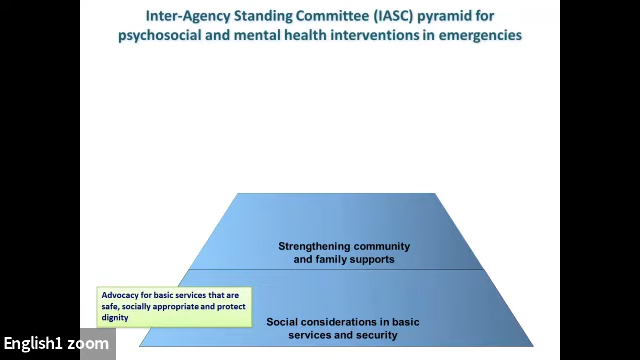 Inter-Agency Standing Committee (IASC) pyramid for
psychosocial and mental health interventions in emergencies
Strengthening community
and family supports
Advocacy for basic services that are
safe, socially appropriate and protect
dignity
Social considerations in basic
services and security
English1 zoom